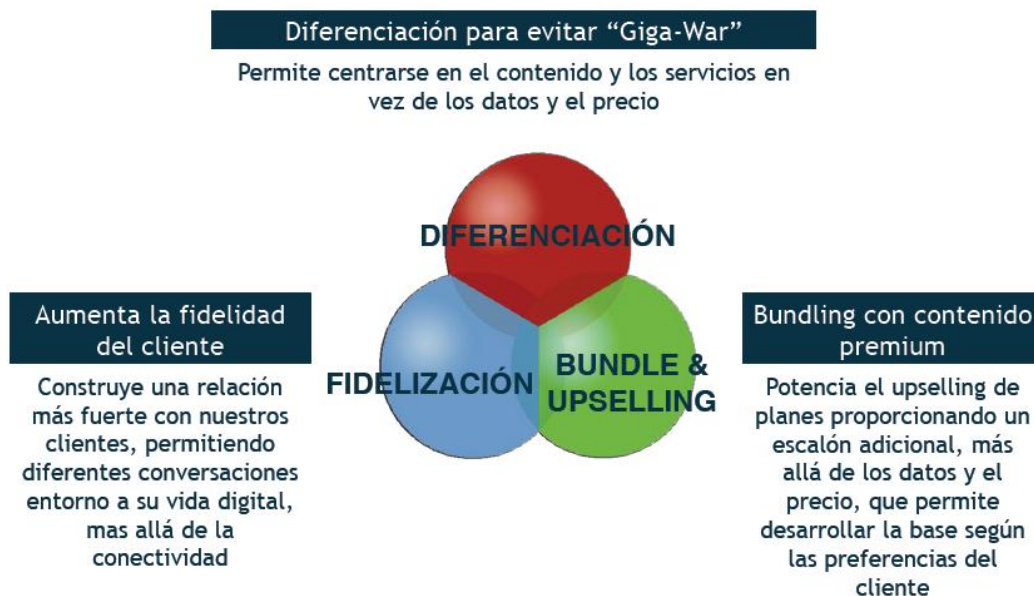 Diferenciación para evitar “Giga-War”
Permite centrarse en el contenido y los servicios en
vez de los datos y el precio
DIFERENCIACIÓN
FIDELIZACIÓN
BUNDLE &
UPSELLING
Aumenta la fidelidad
del cliente
Construye una relación
más fuerte con nuestros
clientes, permitiendo
diferentes conversaciones
entorno a su vida digital,
mas allá de la
conectividad
Bundling con contenido
premium
Potencia el upselling de
planes proporcionando un
escalón adicional, más
allá de los datos y el
precio, que permite
desarrollar la base según
las preferencias del
cliente